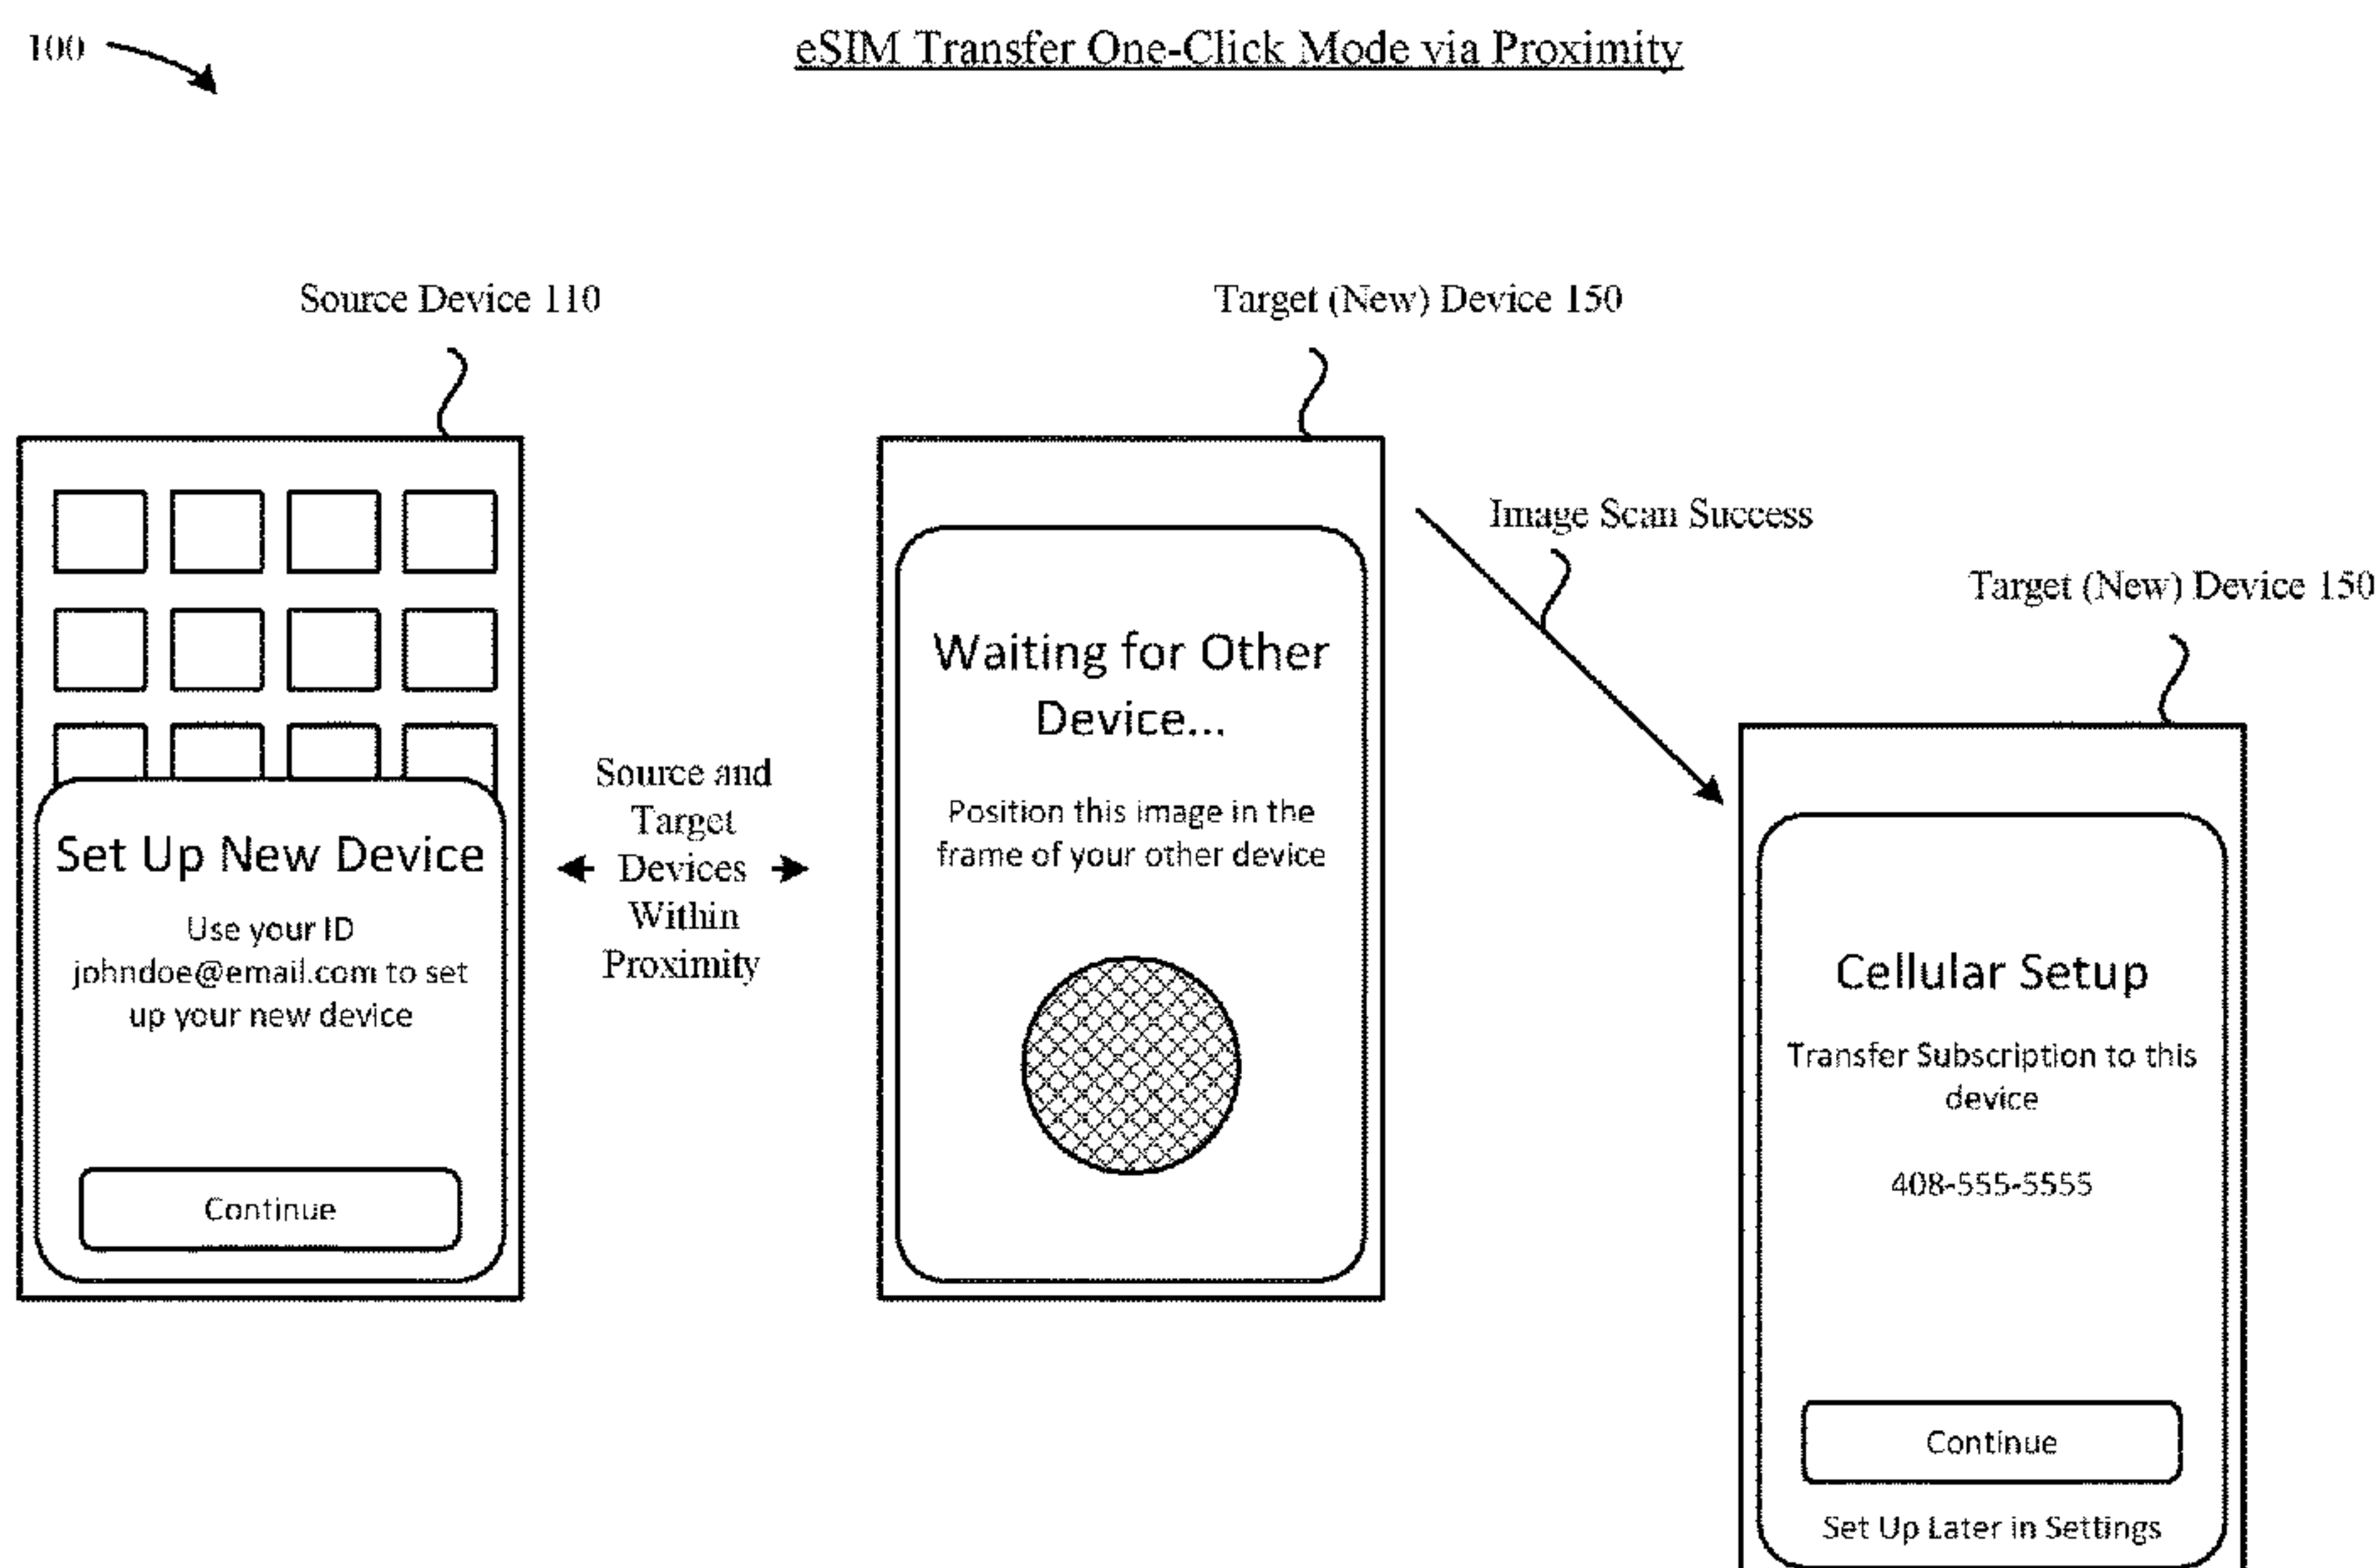 100
eSIM Transfer One-Click Mode via Proximity
Source Device 110
Set Up New Device
Use your ID
johndoe@email.com to set
up your new device
Continue
Source and
Target
Devices
Within
Proximity
Target (New) Device 150
Waiting for Other
Device...
Position this image in the
frame of your other device
Image Scan Success
Target (New) Device 150
Cellular Setup
Transfer Subscription to this
device
408-555-5555
Continue
Set Up Later in Settings